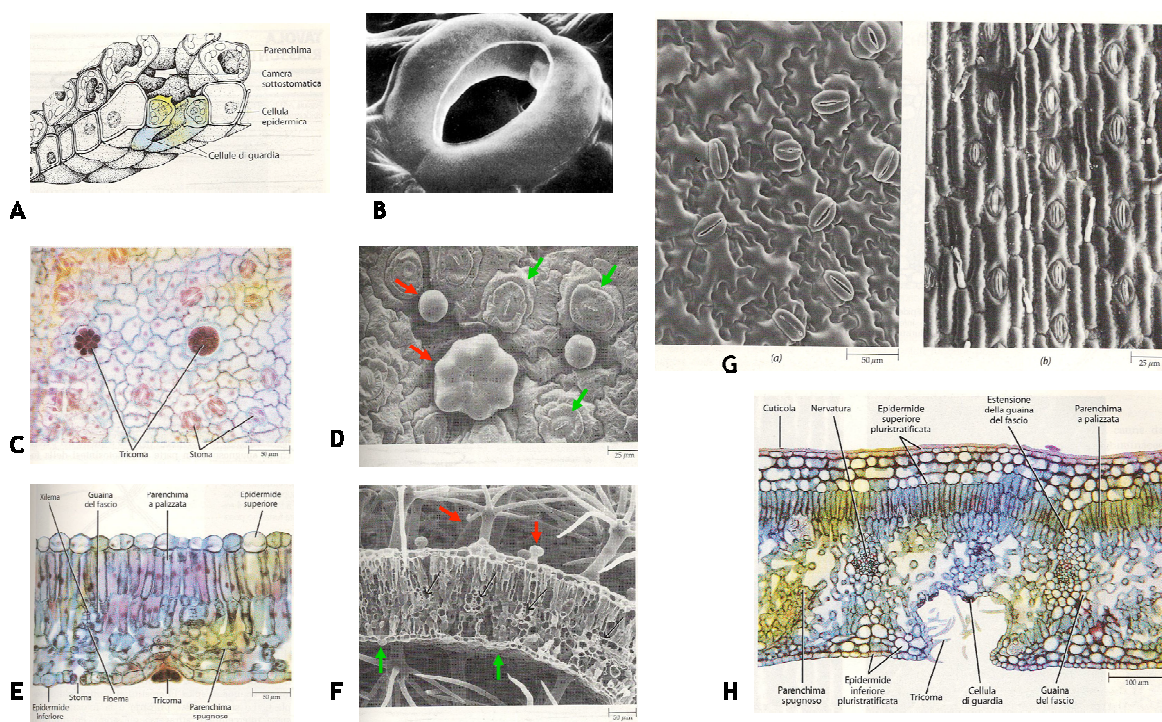 Parenchima
Camera
sottostomatica
Cellula
epidermica
Cellule di guardia
A
B
(a)
50 µm
(b)
25 µm
G
Tricoma
Stoma
50 µm
C
25 µm
D
Xilema
Guaina
del fascio
Parenchima
a palizzata
Epidermide
superiore
Stoma
Floema
Tricoma
Epidermide
inferiore
Parenchima
spugnoso
50 µm
E
50 µm
F
Cuticola
Nervatura
Epidermide
superiore
pluristratificata
Estensione
della guaina
del fascio
Parenchima
a palizzata
Parenchima
spugnoso
Epidermide
inferiore
pluristratificata
Tricoma
Cellula
di guardia
Guaina
del fascio
100 µm
H